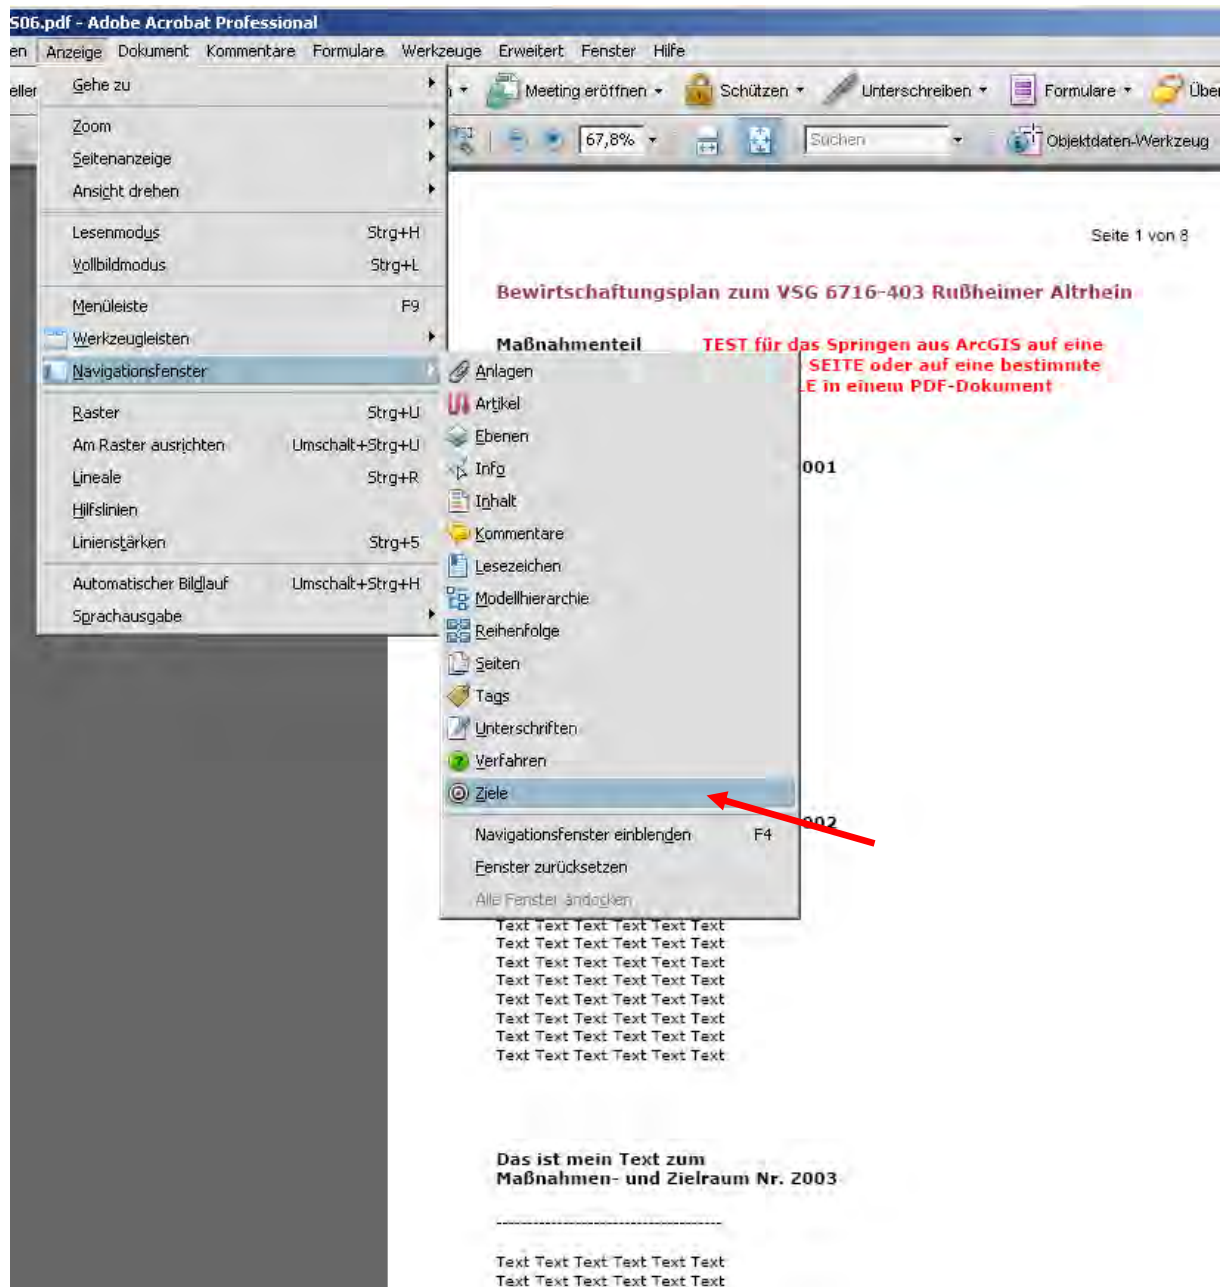 S06.pdf - Adobe Acrobat Professional
en Anzeige Dokument Kommentare Formulare Werkzeuge Erweitert Fenster Hilfe
Meeting eröffnen Schützen Unterschreiben Formulare
67,8% Suchen Objektdaten-Werkzeug
Gehe zu
Zoom
Seitenanzeige
Ansicht drehen
Lesenmodus Strg+H
Vollbildmodus Strg+L
Menüleiste F9
Werkzeugleisten
Navigationsfenster
Raster Strg+U
Am Raster ausrichten Umschalt+Strg+U
Lineale Strg+R
Hilfslinien
Linienstärken Strg+5
Automatischer Bildlauf Umschalt+Strg+H
Sprachausgabe
Anlagen
Artikel
Ebenen
Info
Inhalt
Kommentare
Lesezeichen
Modellhierarchie
Reihenfolge
Seiten
Tags
Unterschriften
Verfahren
Ziele
Navigationsfenster einblenden F4
Fenster zurücksetzen
Alle Fenster andocken
Seite 1 von 8
Bewirtschaftungsplan zum VSG 6716-403 Rußheimer Altrhein
Maßnahmenteil TEST für das Springen aus ArcGIS auf eine
SEITE oder auf eine bestimmte
LE in einem PDF-Dokument
001
002
Text Text Text Text Text Text
Text Text Text Text Text Text
Text Text Text Text Text Text
Text Text Text Text Text Text
Text Text Text Text Text Text
Text Text Text Text Text Text
Text Text Text Text Text Text
Text Text Text Text Text Text
Das ist mein Text zum
Maßnahmen- und Zielraum Nr. 2003
-------------------------------------
Text Text Text Text Text Text
Text Text Text Text Text Text